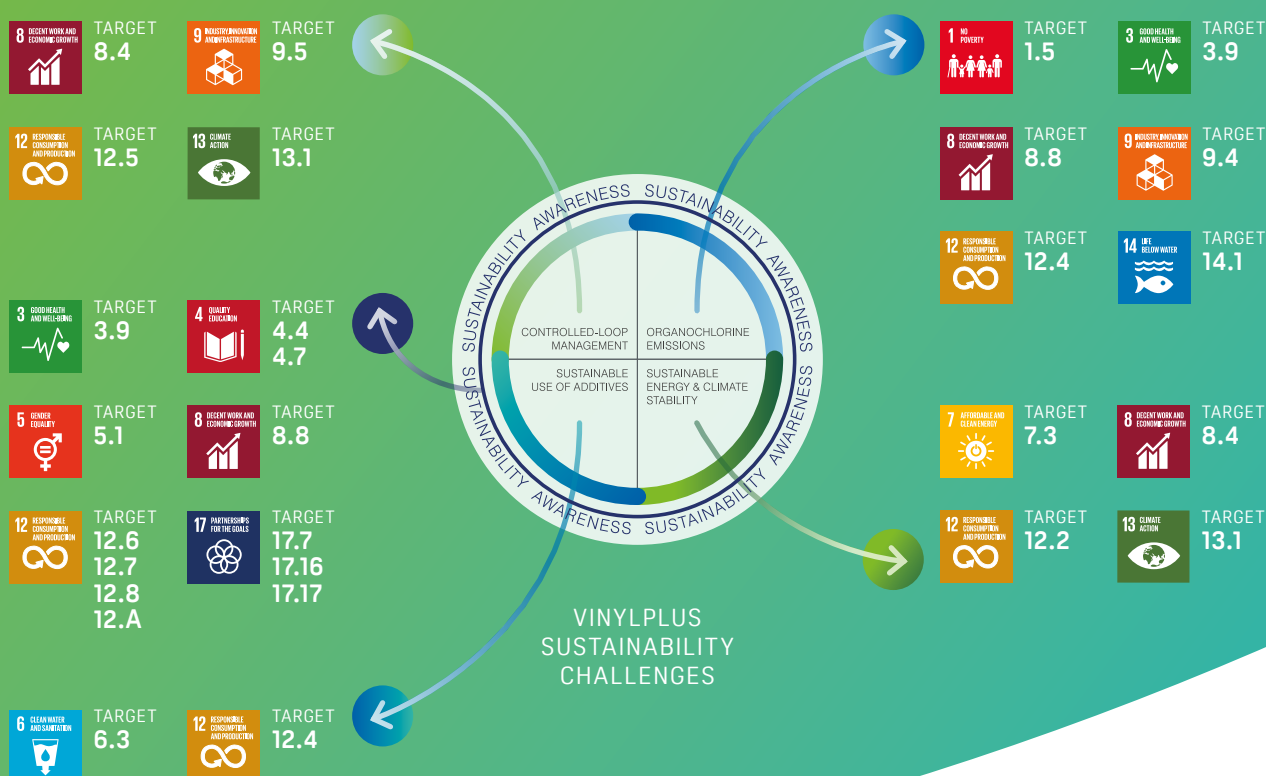 8 DECENT WORK AND
ECONOMIC GROWTH
TARGET
8.4
9 INDUSTRY, INNOVATION
AND INFRASTRUCTURE
TARGET
9.5
12 RESPONSIBLE
CONSUMPTION
AND PRODUCTION
TARGET
12.5
13 CLIMATE
ACTION
TARGET
13.1
3 GOOD HEALTH
AND WELL-BEING
TARGET
3.9
4 QUALITY
EDUCATION
TARGET
4.4
4.7
5 GENDER
EQUALITY
TARGET
5.1
8 DECENT WORK AND
ECONOMIC GROWTH
TARGET
8.8
12 RESPONSIBLE
CONSUMPTION
AND PRODUCTION
TARGET
12.6
12.7
12.8
12.A
17 PARTNERSHIPS
FOR THE GOALS
TARGET
17.7
17.16
17.17
6 CLEAN WATER
AND SANITATION
TARGET
6.3
12 RESPONSIBLE
CONSUMPTION
AND PRODUCTION
TARGET
12.4
SUSTAINABILITY AWARENESS
SUSTAINABILITY AWARENESS
SUSTAINABILITY AWARENESS
SUSTAINABILITY AWARENESS
CONTROLLED-LOOP
MANAGEMENT
ORGANOCHLORINE
EMISSIONS
SUSTAINABLE
USE OF ADDITIVES
SUSTAINABLE
ENERGY & CLIMATE
STABILITY
VINYLPLUS
SUSTAINABILITY
CHALLENGES
1 NO
POVERTY
TARGET
1.5
3 GOOD HEALTH
AND WELL-BEING
TARGET
3.9
8 DECENT WORK AND
ECONOMIC GROWTH
TARGET
8.8
9 INDUSTRY, INNOVATION
AND INFRASTRUCTURE
TARGET
9.4
12 RESPONSIBLE
CONSUMPTION
AND PRODUCTION
TARGET
12.4
14 LIFE
BELOW WATER
TARGET
14.1
7 AFFORDABLE AND
CLEAN ENERGY
TARGET
7.3
8 DECENT WORK AND
ECONOMIC GROWTH
TARGET
8.4
12 RESPONSIBLE
CONSUMPTION
AND PRODUCTION
TARGET
12.2
13 CLIMATE
ACTION
TARGET
13.1